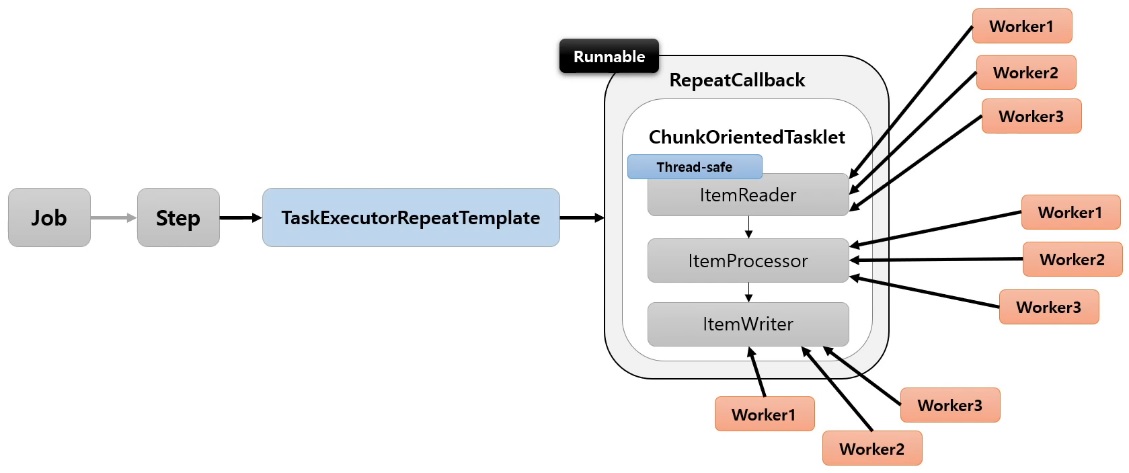 Job
Step
TaskExecutorRepeatTemplate
Runnable
RepeatCallback
ChunkOrientedTasklet
Thread-safe
ItemReader
ItemProcessor
ItemWriter
Worker1
Worker2
Worker3
Worker1
Worker2
Worker3
Worker1
Worker2
Worker3